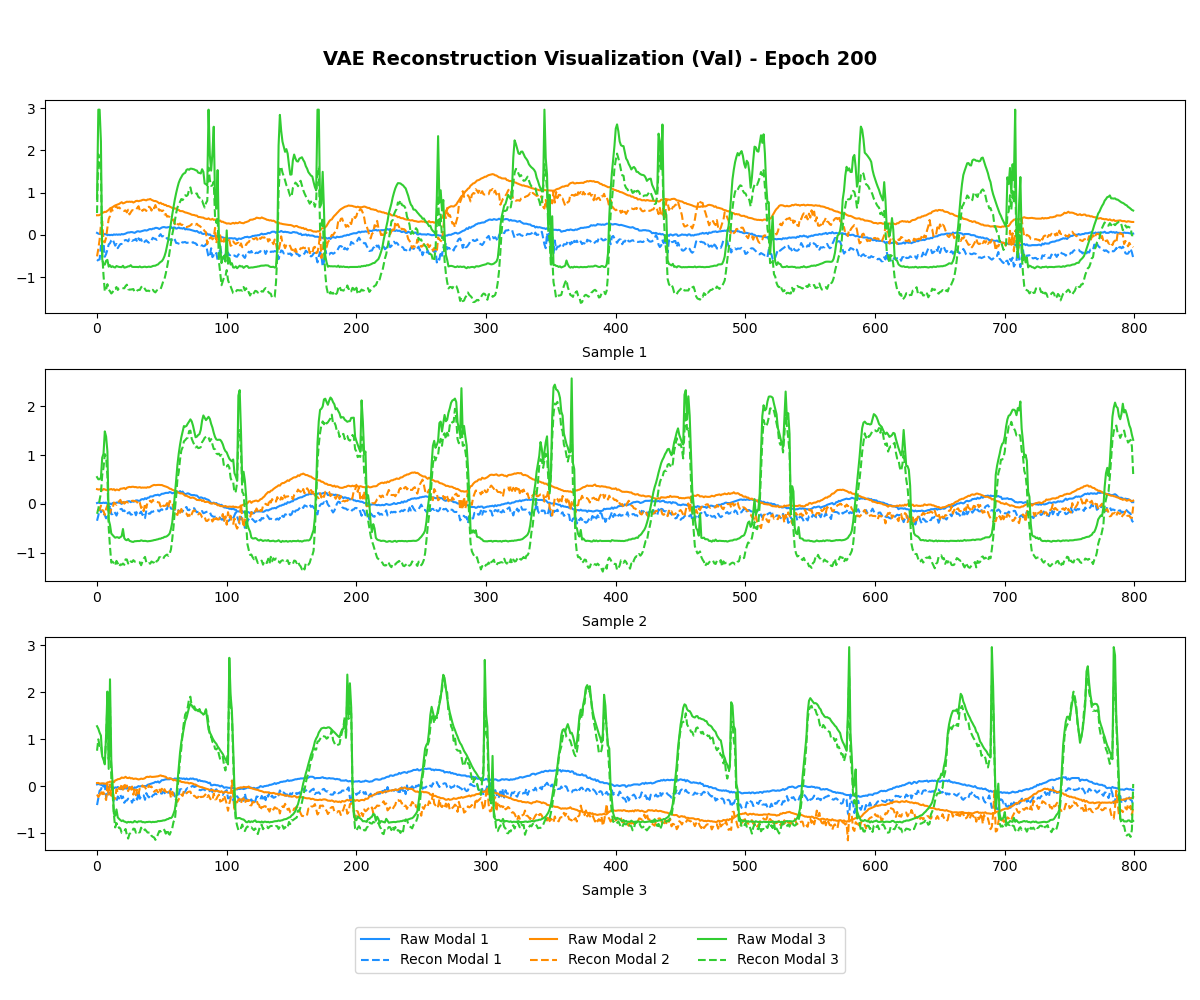 VAE Reconstruction Visualization (Val) - Epoch 200
3
2
1
0
−1
0 100 200 300 400 500 600 700 800
Sample 1
2
1
0
−1
0 100 200 300 400 500 600 700 800
Sample 2
3
2
1
0
−1
0 100 200 300 400 500 600 700 800
Sample 3
Raw Modal 1 Raw Modal 2 Raw Modal 3
Recon Modal 1 Recon Modal 2 Recon Modal 3